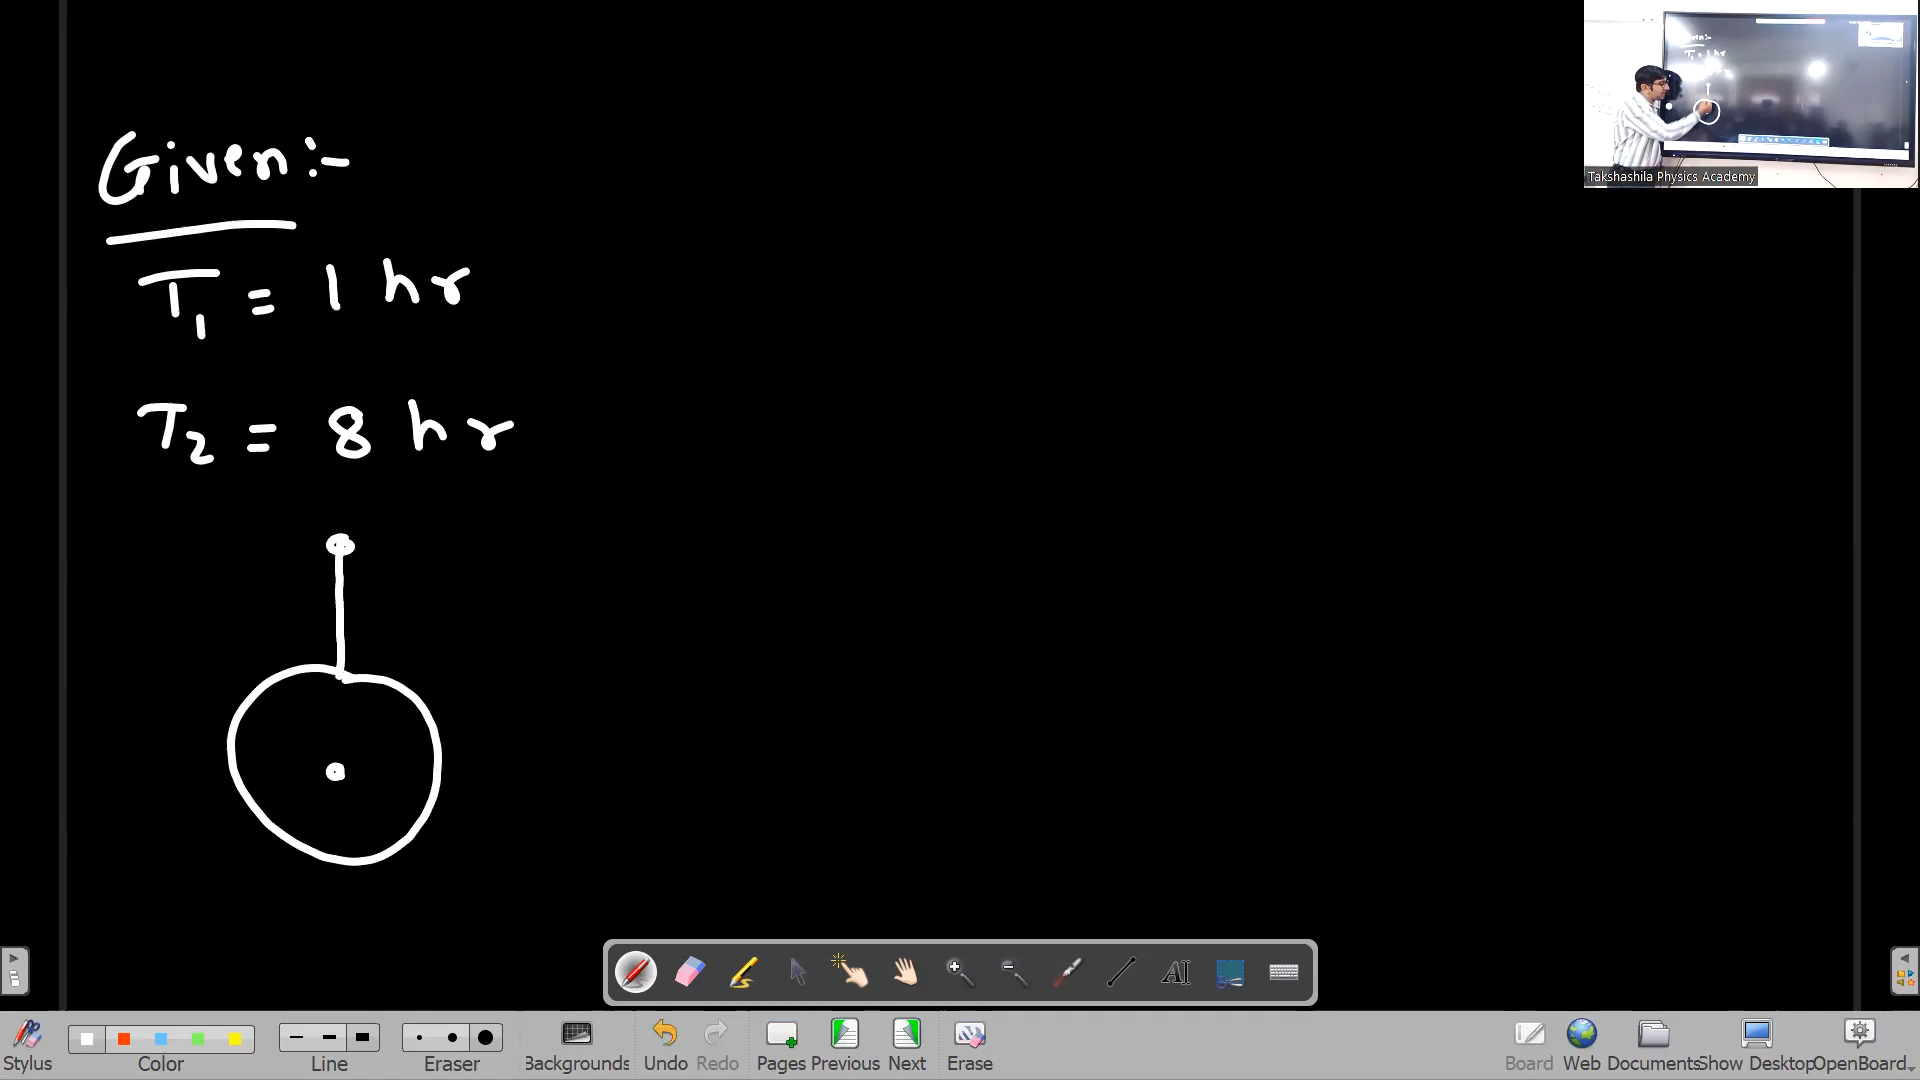 Given:-
T₁ = 1 hr
T₂ = 8 hr
Takshashila Physics Academy
Stylus
Color
Line
Eraser
Backgrounds
Undo
Redo
Pages
Previous
Next
Erase
Board
Web
Documents
Show Desktop
OpenBoard